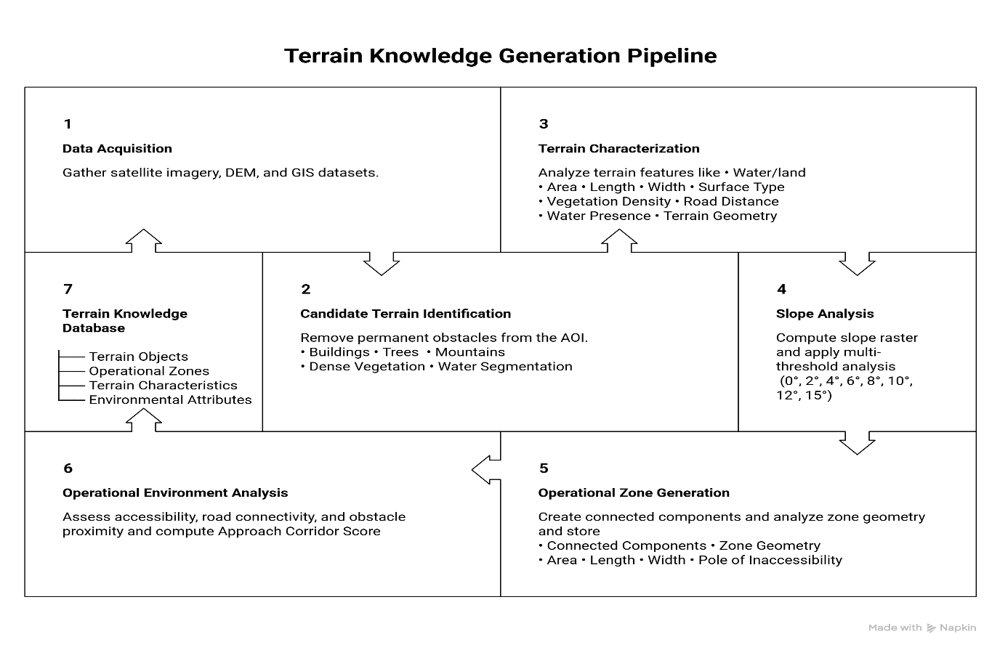 Terrain Knowledge Generation Pipeline
1
Data Acquisition
Gather satellite imagery, DEM, and GIS datasets.
3
Terrain Characterization
Analyze terrain features like • Water/land
• Area • Length • Width • Surface Type
• Vegetation Density • Road Distance
• Water Presence • Terrain Geometry
7
Terrain Knowledge
Database
Terrain Objects
Operational Zones
Terrain Characteristics
Environmental Attributes
2
Candidate Terrain Identification
Remove permanent obstacles from the AOI.
• Buildings • Trees • Mountains
• Dense Vegetation • Water Segmentation
4
Slope Analysis
Compute slope raster
and apply multi-
threshold analysis
(0°, 2°, 4°, 6°, 8°, 10°,
12°, 15°)
6
Operational Environment Analysis
Assess accessibility, road connectivity, and obstacle
proximity and compute Approach Corridor Score
5
Operational Zone Generation
Create connected components and analyze zone geometry
and store
• Connected Components • Zone Geometry
• Area • Length • Width • Pole of Inaccessibility
Made with Napkin